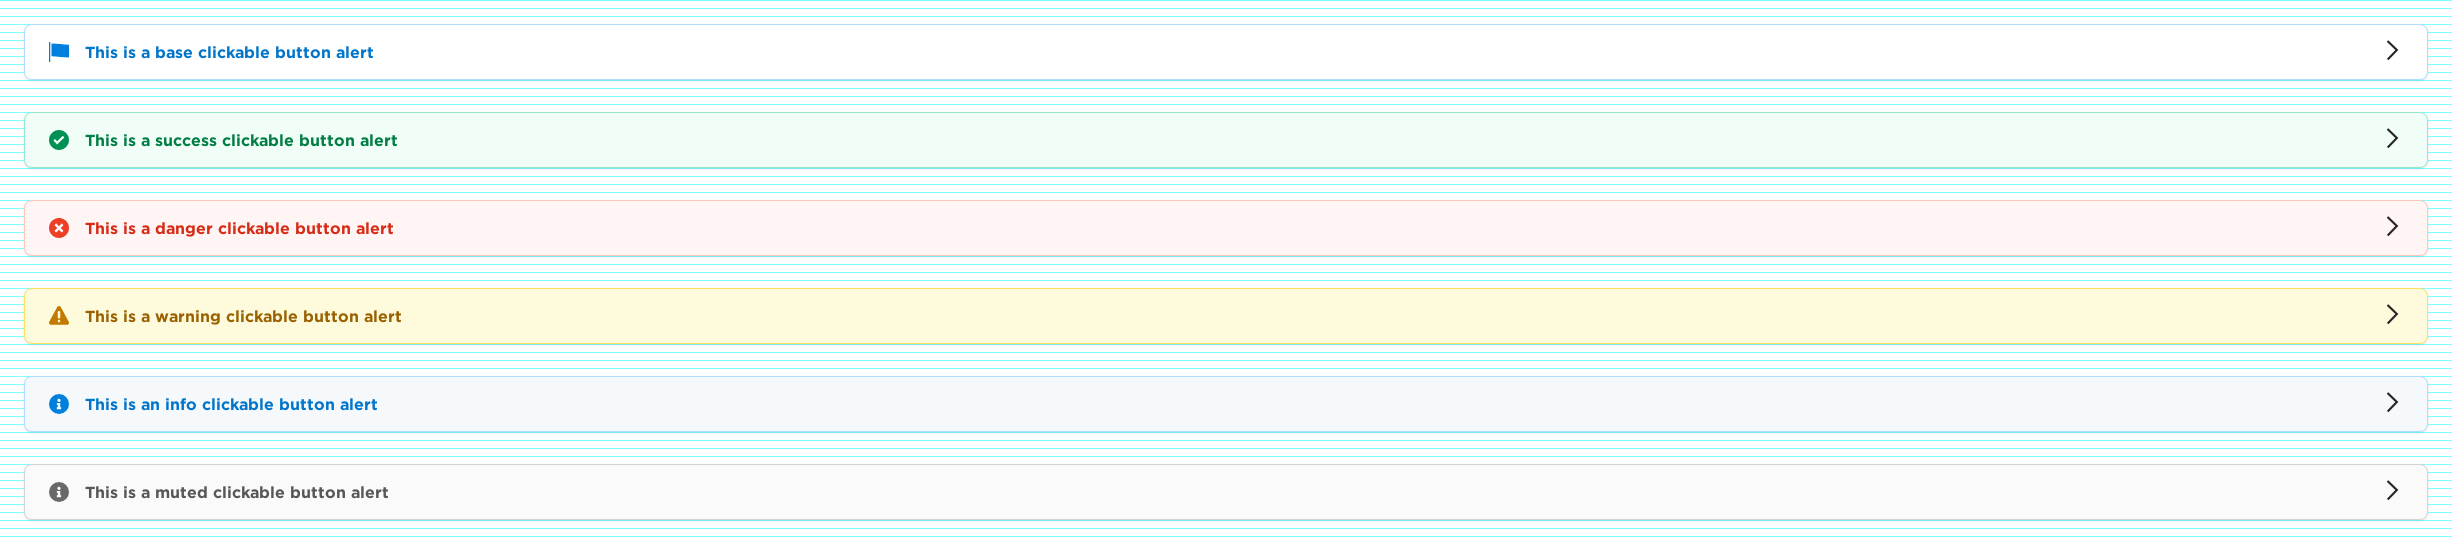 This is a base clickable button alert
This is a success clickable button alert
This is a danger clickable button alert
This is a warning clickable button alert
This is an info clickable button alert
This is a muted clickable button alert